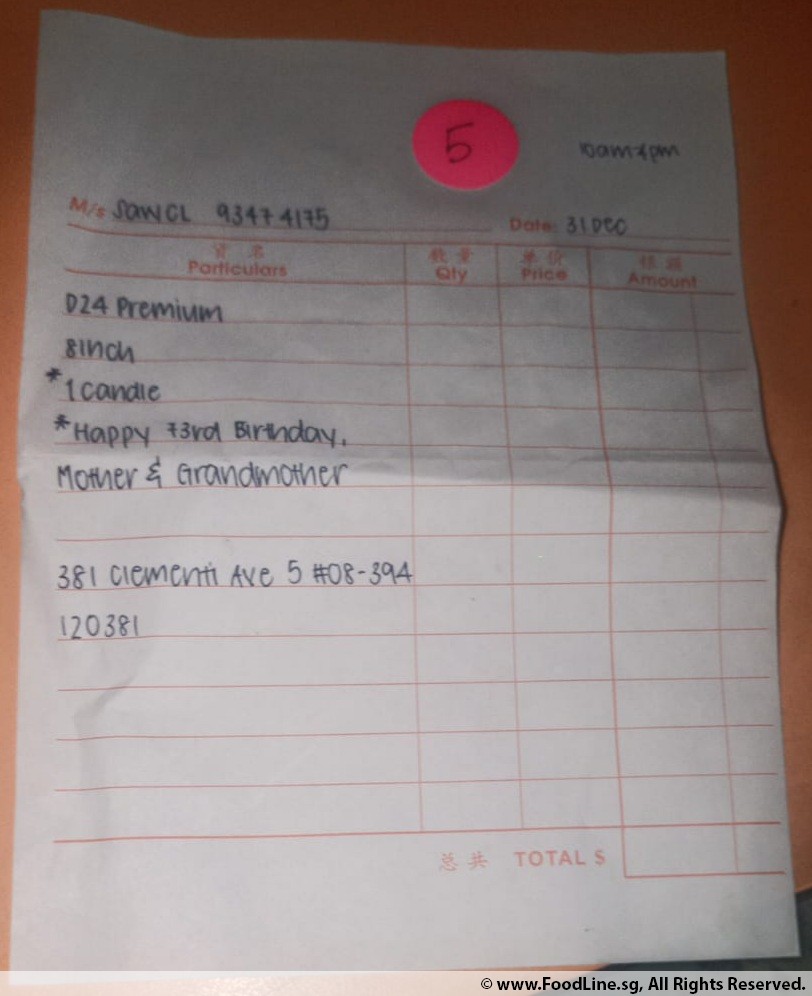 5
10am-4pm
M/s SAW CL 9347 4175
Date: 31 DEC
货名 数量 单价 银码
Particulars Qty Price Amount
D24 Premium
8inch
*1 candle
*Happy 73rd Birthday,
Mother & Grandmother
381 Clementi Ave 5 #08-394
120381
总共 TOTAL $
© www.FoodLine.sg, All Rights Reserved.